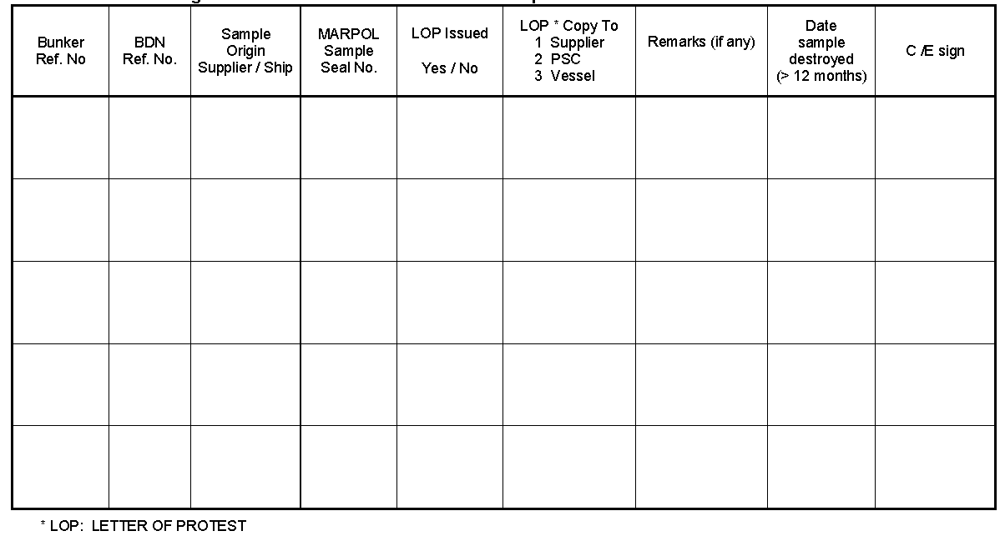 Bunker
Ref. No
BDN
Ref. No.
Sample
Origin
Supplier / Ship
MARPOL
Sample
Seal No.
LOP Issued
Yes / No
LOP * Copy To
1 Supplier
2 PSC
3 Vessel
Remarks (if any)
Date
sample
destroyed
(> 12 months)
C /E sign
* LOP: LETTER OF PROTEST